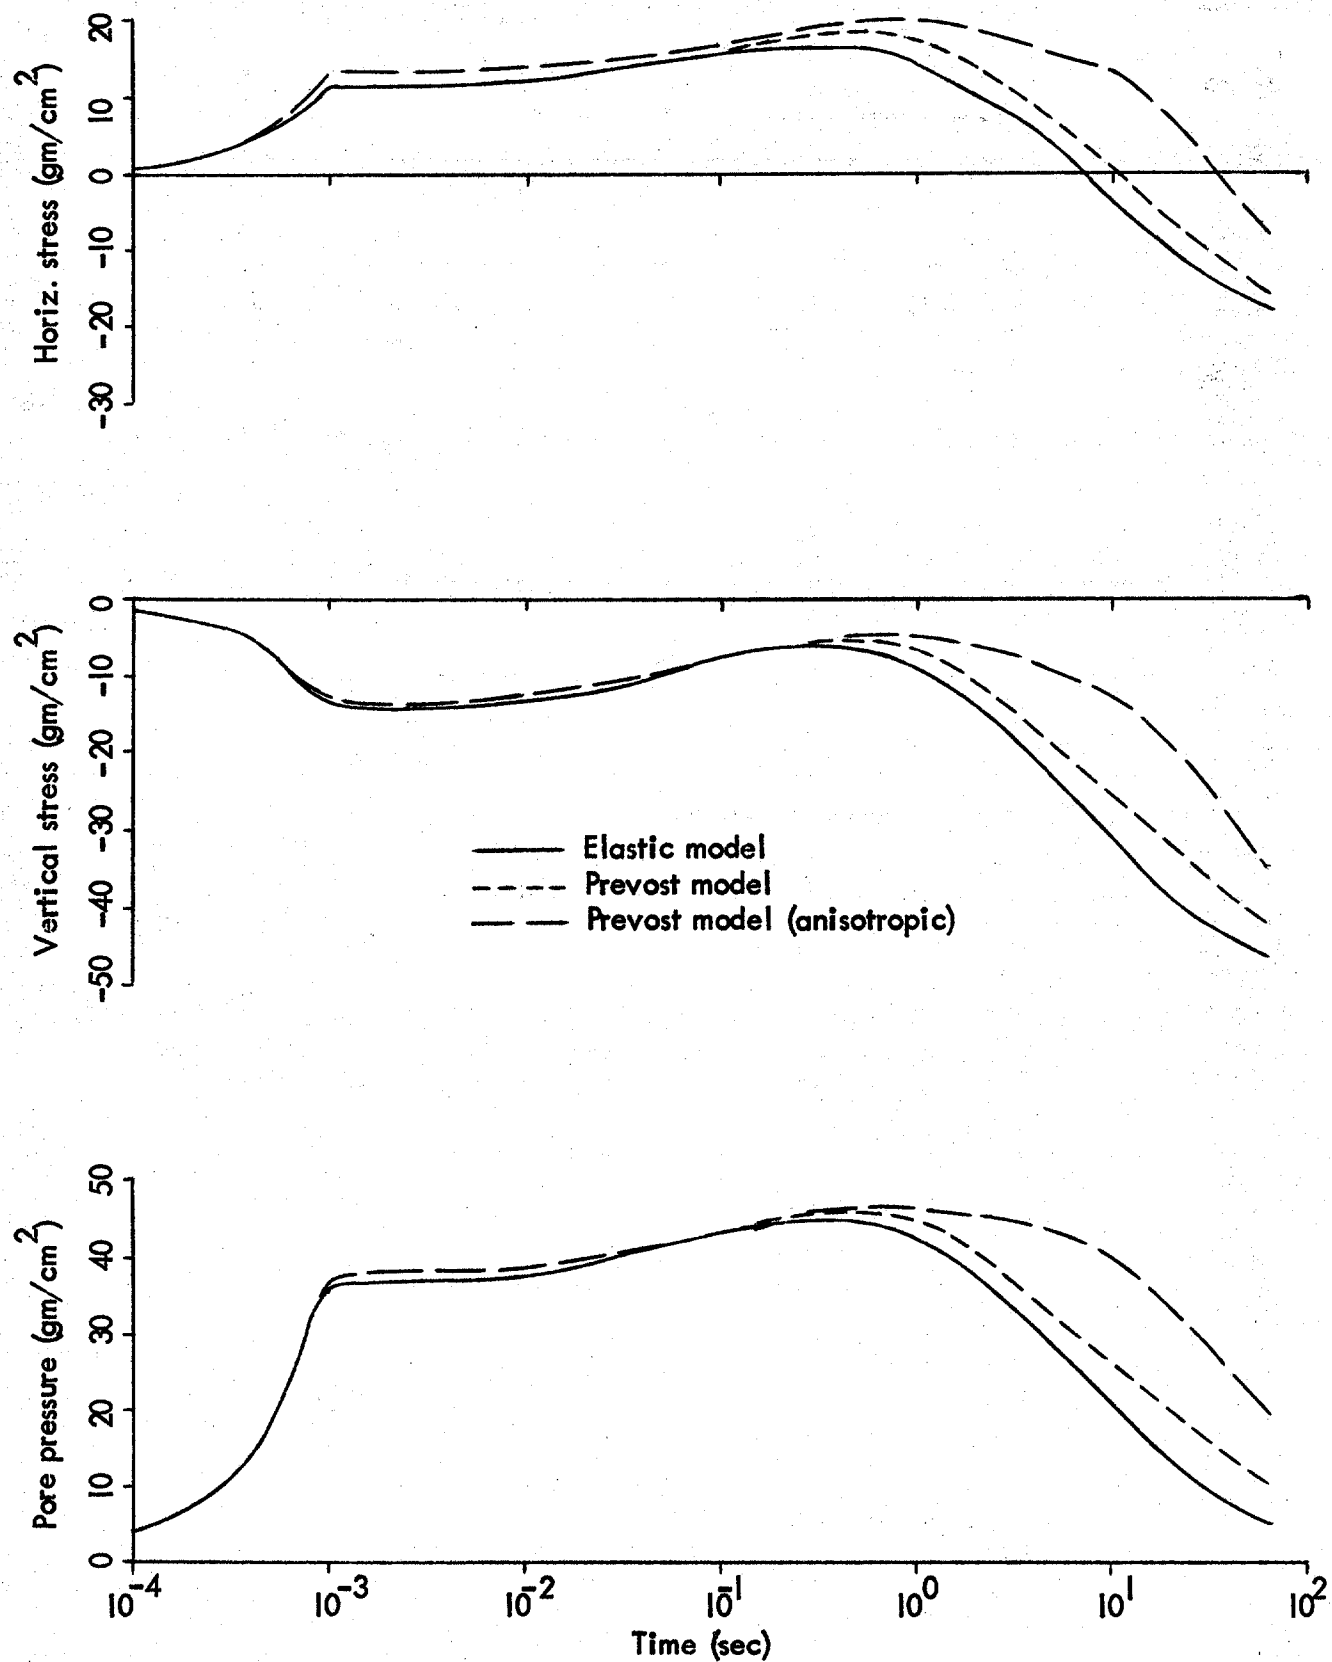 Horiz. stress (gm/cm²)
20
10
0
-10
-20
-30
Vertical stress (gm/cm²)
0
-10
-20
-30
-40
-50
Elastic model
Prevost model
Prevost model (anisotropic)
Pore pressure (gm/cm²)
50
40
30
20
10
0
10⁻⁴ 10⁻³ 10⁻² 10⁻¹ 10⁰ 10¹ 10²
Time (sec)